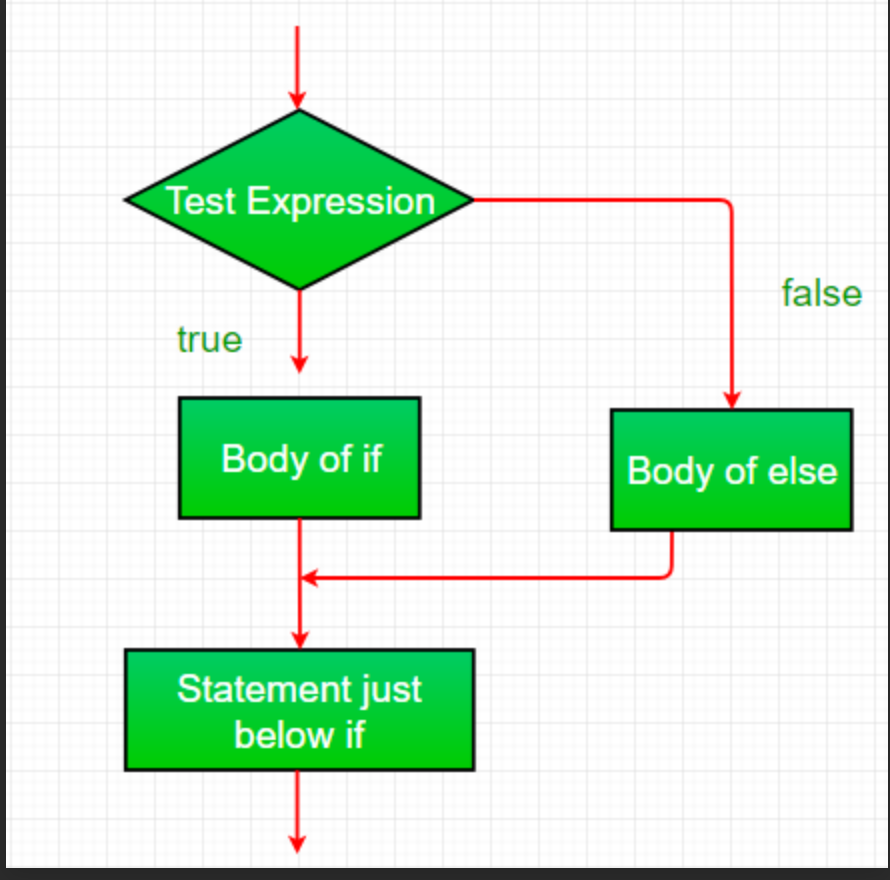 Test Expression
false
true
Body of if
Body of else
Statement just
below if